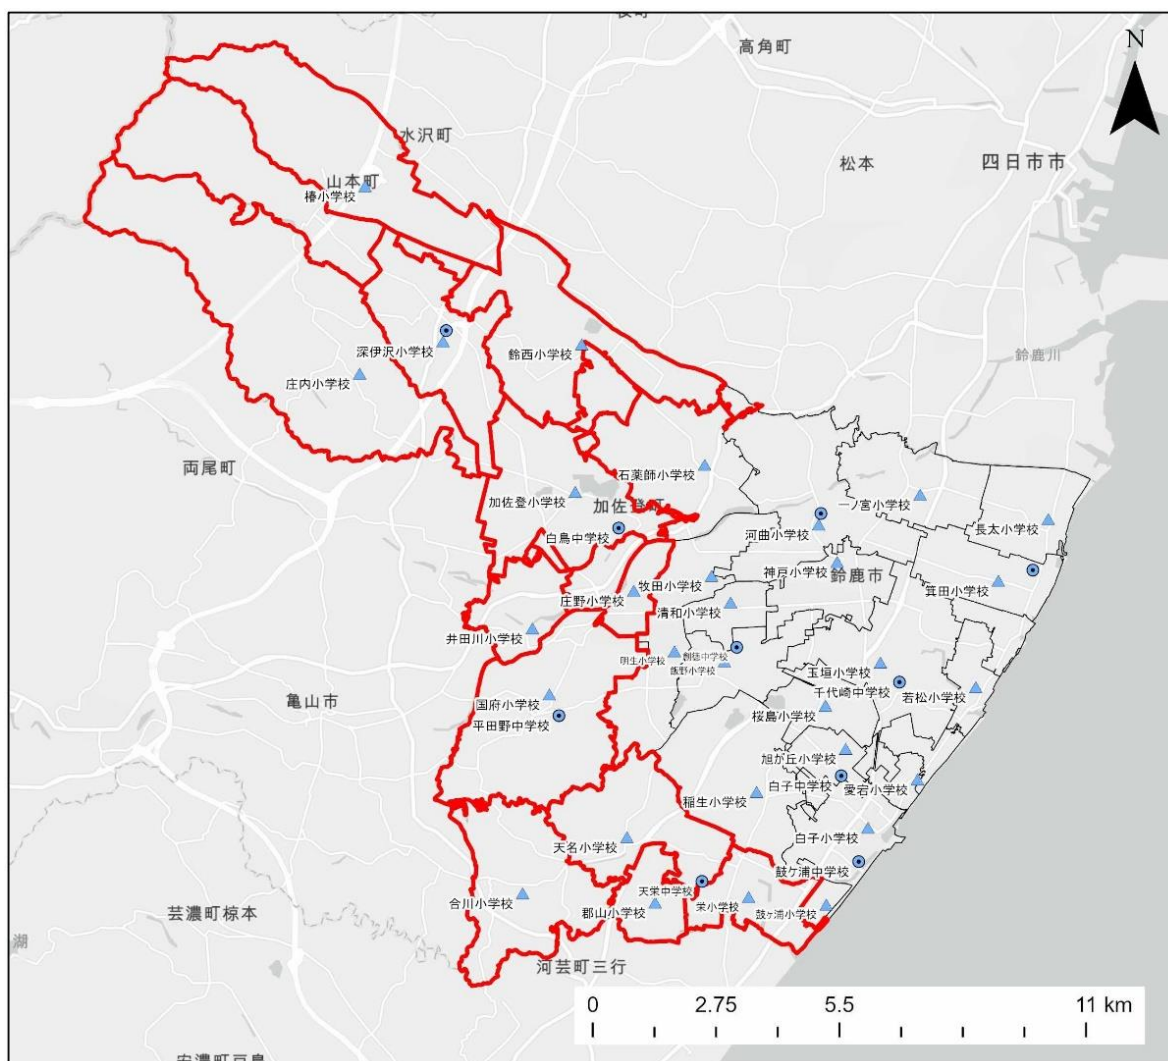 高角町
N
水沢町
松本
四日市市
山本町
椿小学校
鈴鹿川
深伊沢小学校
鈴西小学校
庄内小学校
両尾町
石薬師小学校
加佐登小学校
加佐登町
一ノ宮小学校
長太小学校
白鳥中学校
河曲小学校
神戸小学校
鈴鹿市
牧田小学校
箕田小学校
庄野小学校
清和小学校
井田川小学校
明生小学校
創徳中学校
飯野小学校
玉垣小学校
千代崎中学校
若松小学校
亀山市
国府小学校
平田野中学校
桜島小学校
旭が丘小学校
白子中学校
愛宕小学校
稲生小学校
天名小学校
白子小学校
鼓ケ浦中学校
天栄中学校
合川小学校
郡山小学校
栄小学校
鼓ヶ浦小学校
芸濃町椋本
湖
河芸町三行
0 2.75 5.5 11 km